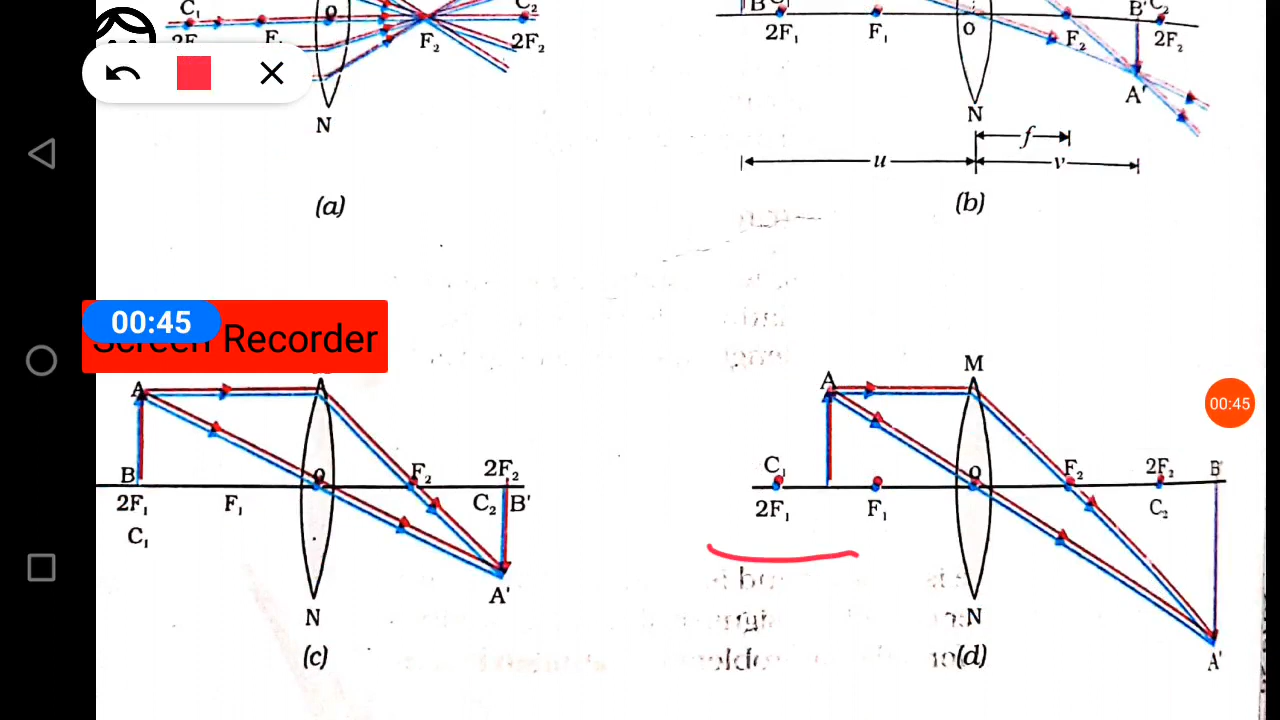 C₁ O C₂
2F₁ F₁ F₂ 2F₂
N
(a)
B 2F₁ C₁ F₁ O F₂ B' C₂ 2F₂
A'
N
f
u v
(b)
00:45
Screen Recorder
00:45
A
B O F₂ 2F₂
2F₁ F₁ C₂ B'
C₁
A'
N
(c)
M
A
C₁ O F₂ 2F₂ B'
2F₁ F₁ C₂
N
A'
(d)